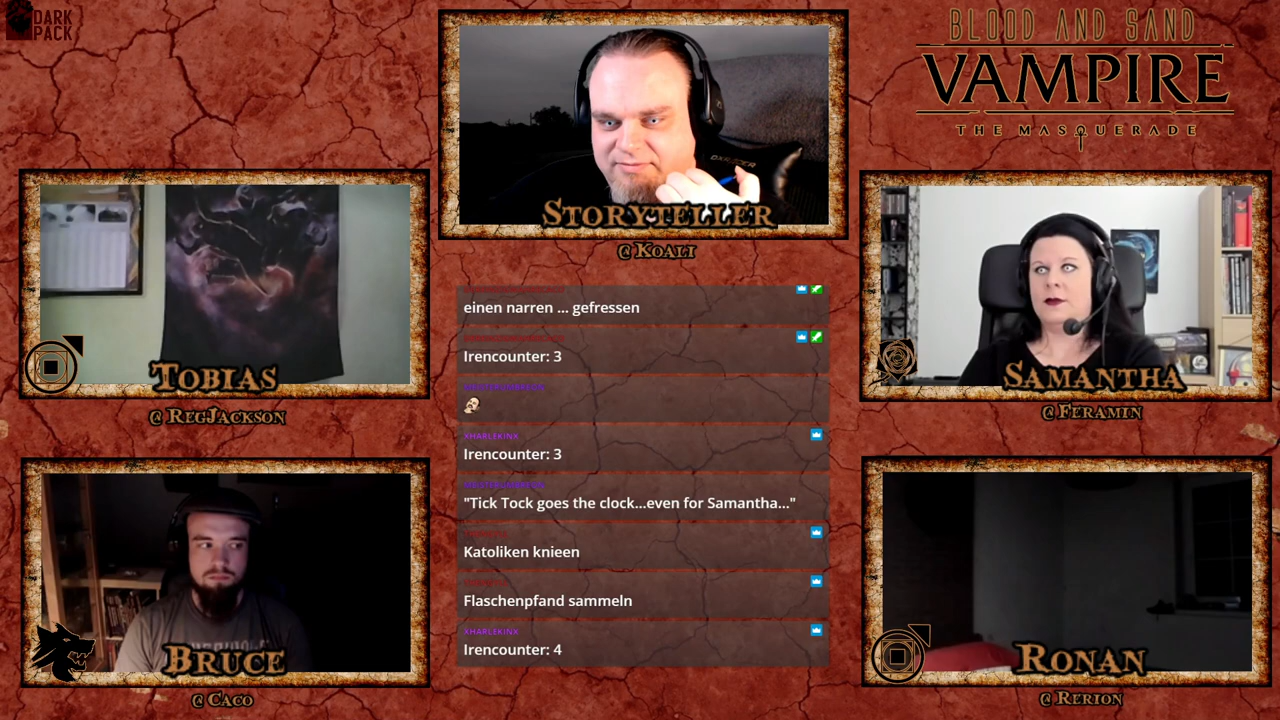 DARK
PACK
BLOOD AND SAND
VAMPIRE
THE MASQUERADE
DXRACER
STORYTELLER
@ KOALI
TOBIAS
@ REGJACKSON
SAMANTHA
@ FERAMIN
einen narren ... gefressen
Irencounter: 3
XHARLEKINX
Irencounter: 3
"Tick Tock goes the clock...even for Samantha..."
Katoliken knieen
Flaschenpfand sammeln
XHARLEKINX
Irencounter: 4
BRUCE
@ CACO
RONAN
@ RERION